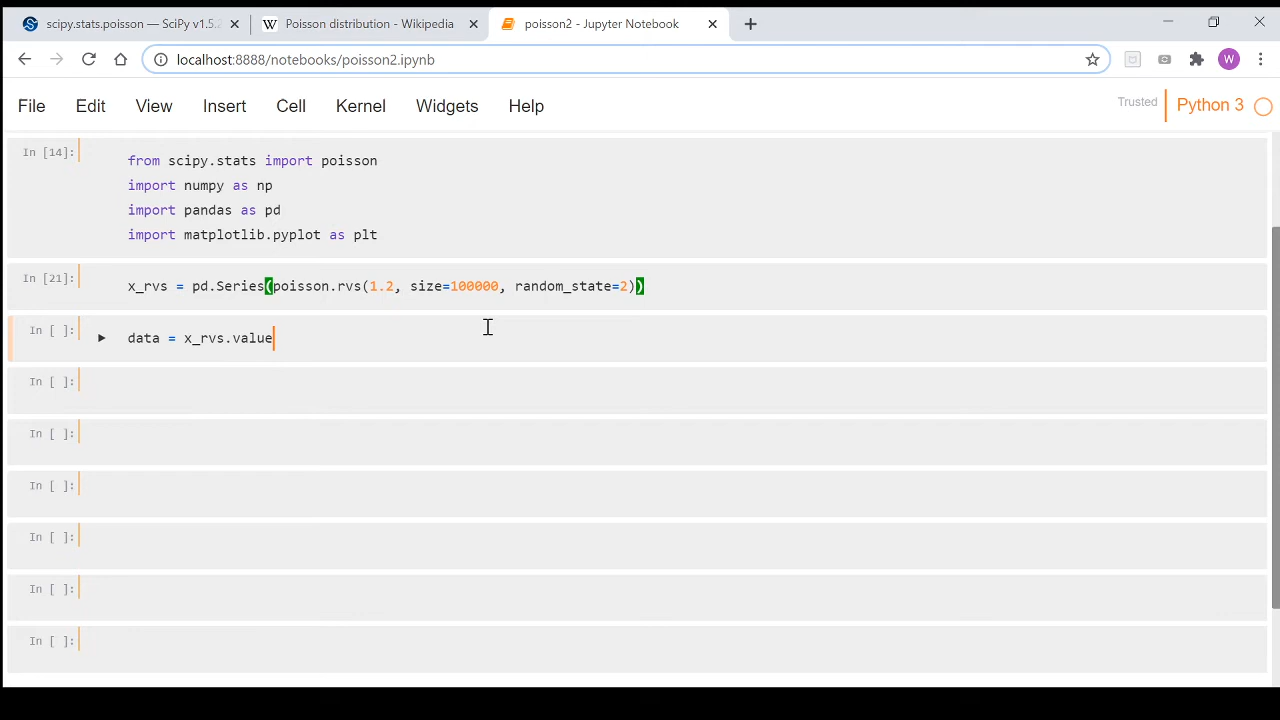 scipy.stats.poisson — SciPy v1.5.2
W Poisson distribution - Wikipedia
poisson2 - Jupyter Notebook
localhost:8888/notebooks/poisson2.ipynb
W
File Edit View Insert Cell Kernel Widgets Help
Trusted
Python 3
In [14]:
from scipy.stats import poisson
import numpy as np
import pandas as pd
import matplotlib.pyplot as plt
In [21]:
x_rvs = pd.Series(poisson.rvs(1.2, size=100000, random_state=2))
In [ ]:
data = x_rvs.value
In [ ]:
In [ ]:
In [ ]:
In [ ]:
In [ ]:
In [ ]: